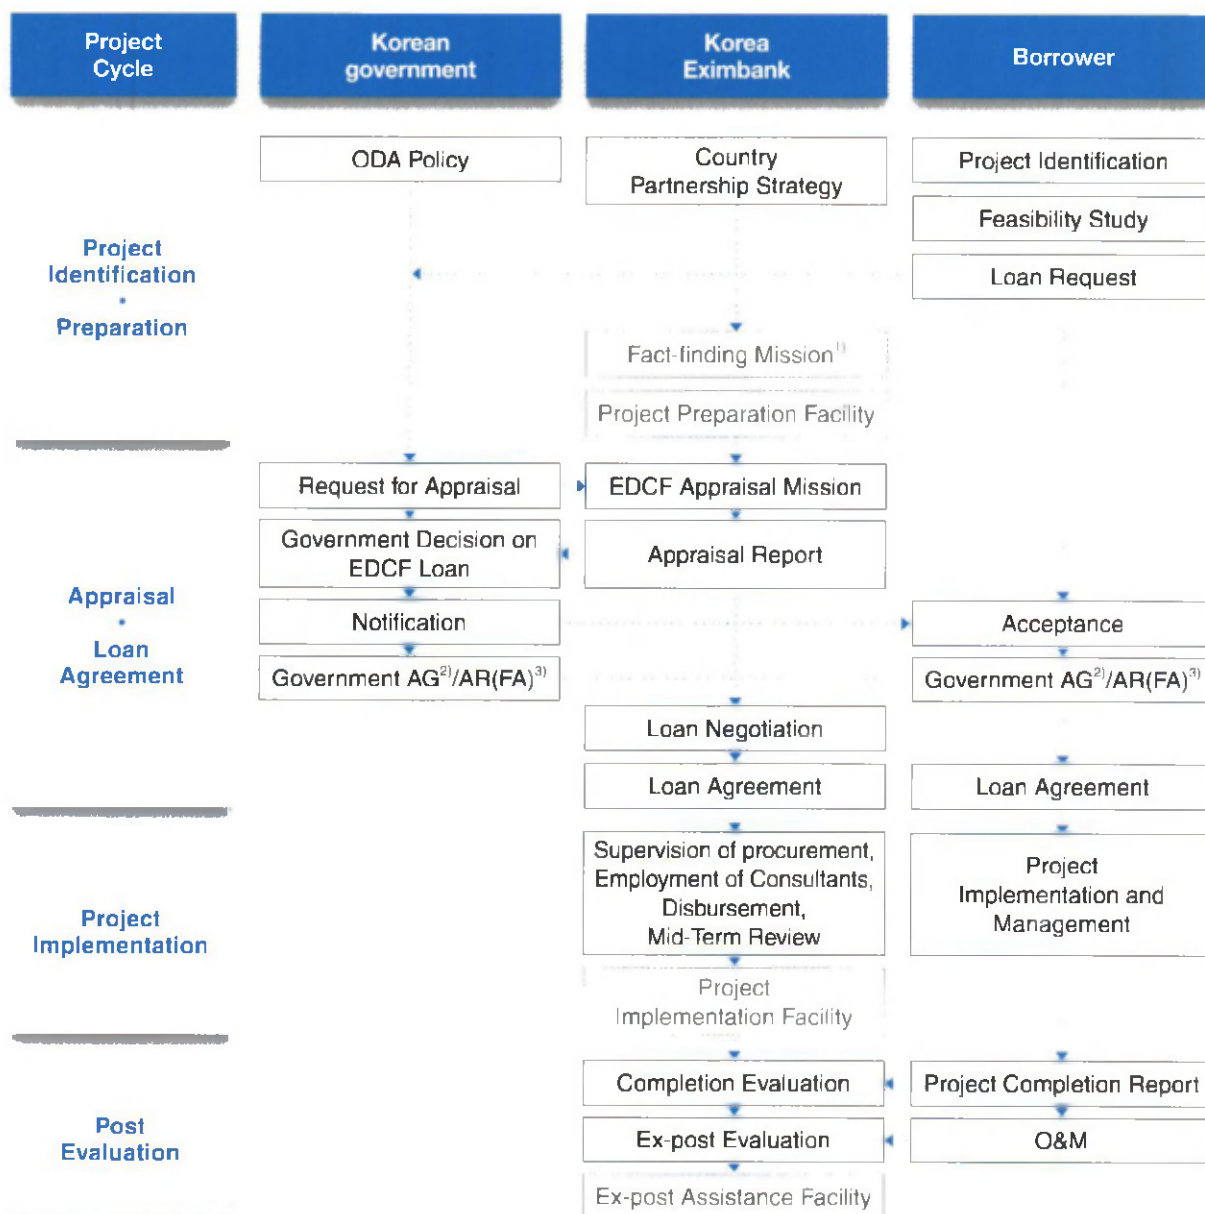 Project
Cycle
Korean
government
Korea
Eximbank
Borrower
Project
Identification
•
Preparation
ODA Policy
Country
Partnership Strategy
Project Identification
Feasibility Study
Loan Request
Fact-finding Mission¹⁾
Project Preparation Facility
Appraisal
•
Loan
Agreement
Request for Appraisal
EDCF Appraisal Mission
Government Decision on
EDCF Loan
Appraisal Report
Notification
Acceptance
Government AG²⁾/AR(FA)³⁾
Government AG²⁾/AR(FA)³⁾
Loan Negotiation
Loan Agreement
Loan Agreement
Project
Implementation
Supervision of procurement,
Employment of Consultants,
Disbursement,
Mid-Term Review
Project
Implementation and
Management
Project
Implementation Facility
Post
Evaluation
Completion Evaluation
Project Completion Report
Ex-post Evaluation
O&M
Ex-post Assistance Facility